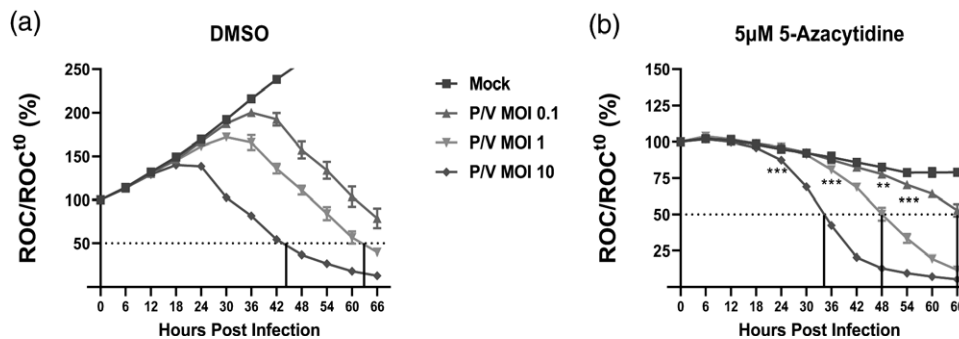 (a)
DMSO
ROC/ROC^t0 (%)
250
200
150
100
50
0 6 12 18 24 30 36 42 48 54 60 66
Hours Post Infection
Mock
P/V MOI 0.1
P/V MOI 1
P/V MOI 10
(b)
5µM 5-Azacytidine
ROC/ROC^t0 (%)
150
125
100
75
50
25
*** *** ** ***
0 6 12 18 24 30 36 42 48 54 60
Hours Post Infection